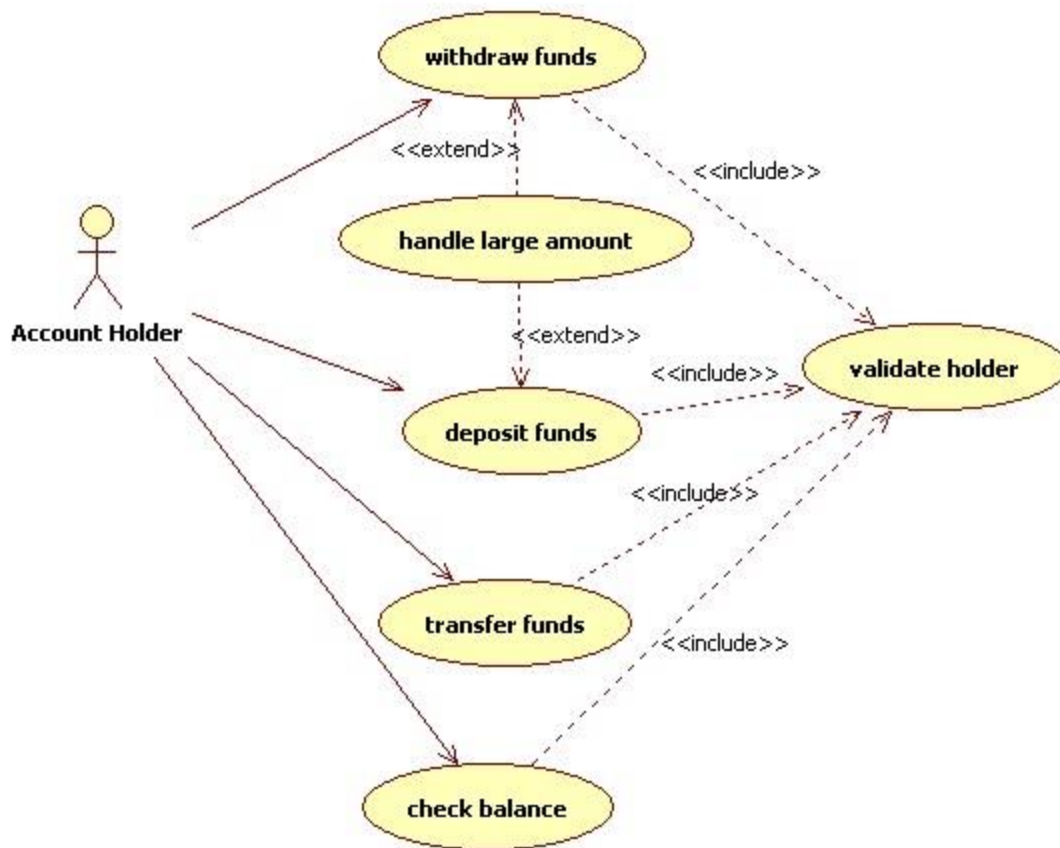 withdraw funds
<<extend>>
<<include>>
handle large amount
Account Holder
<<extend>>
validate holder
<<include>>
deposit funds
<<include>>
transfer funds
<<include>>
check balance